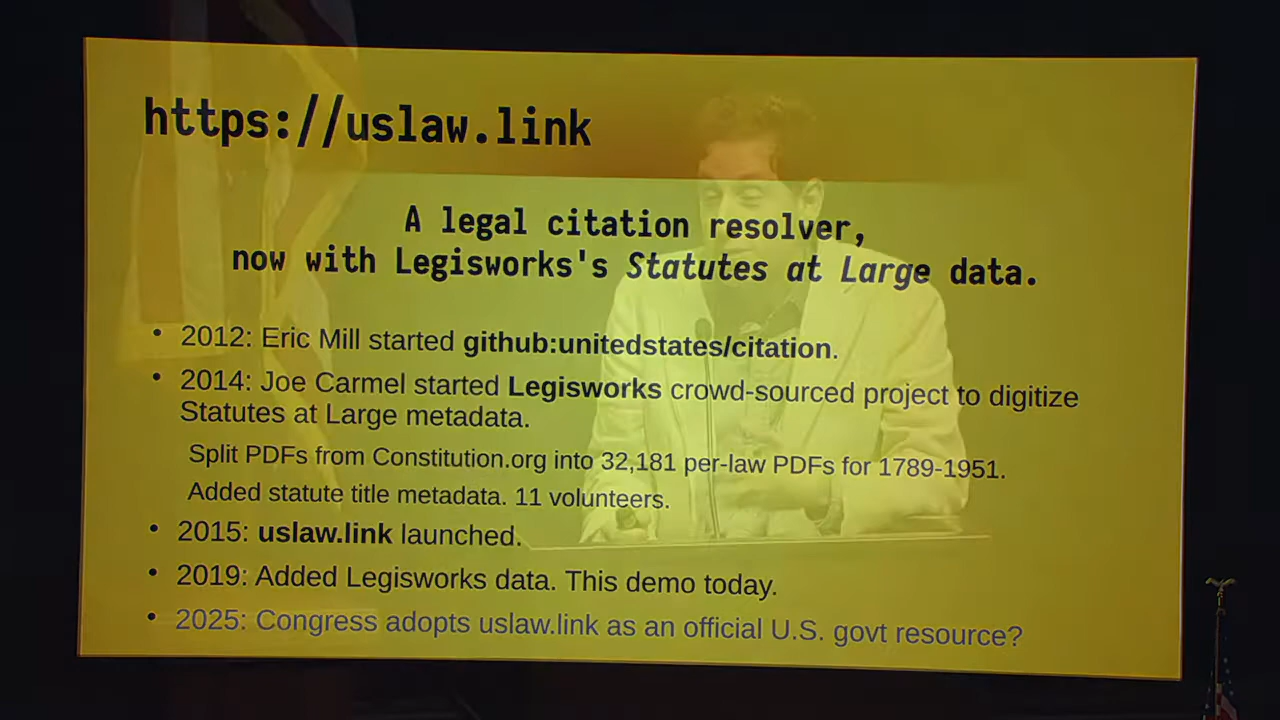 https://uslaw.link
A legal citation resolver,
now with Legisworks's Statutes at Large data.
• 2012: Eric Mill started github:unitedstates/citation.
• 2014: Joe Carmel started Legisworks crowd-sourced project to digitize
Statutes at Large metadata.
Split PDFs from Constitution.org into 32,181 per-law PDFs for 1789-1951.
Added statute title metadata. 11 volunteers.
• 2015: uslaw.link launched.
• 2019: Added Legisworks data. This demo today.
• 2025: Congress adopts uslaw.link as an official U.S. govt resource?